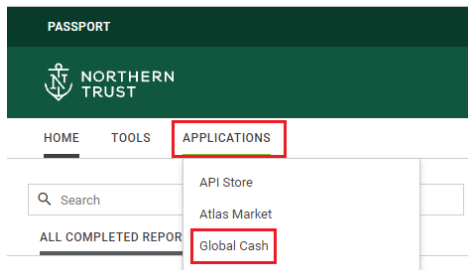 PASSPORT
NORTHERN
TRUST
HOME TOOLS APPLICATIONS
API Store
Search
Atlas Market
ALL COMPLETED REPOR
Global Cash